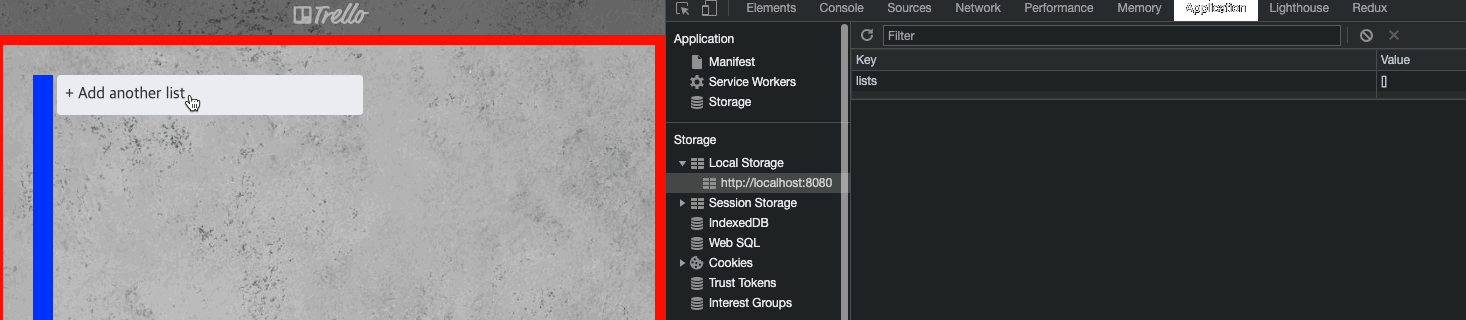 Trello
+ Add another list
Elements Console Sources Network Performance Memory Application Lighthouse Redux
Application
Manifest
Service Workers
Storage
Storage
Local Storage
http://localhost:8080
Session Storage
IndexedDB
Web SQL
Cookies
Trust Tokens
Interest Groups
Filter
Key Value
lists []